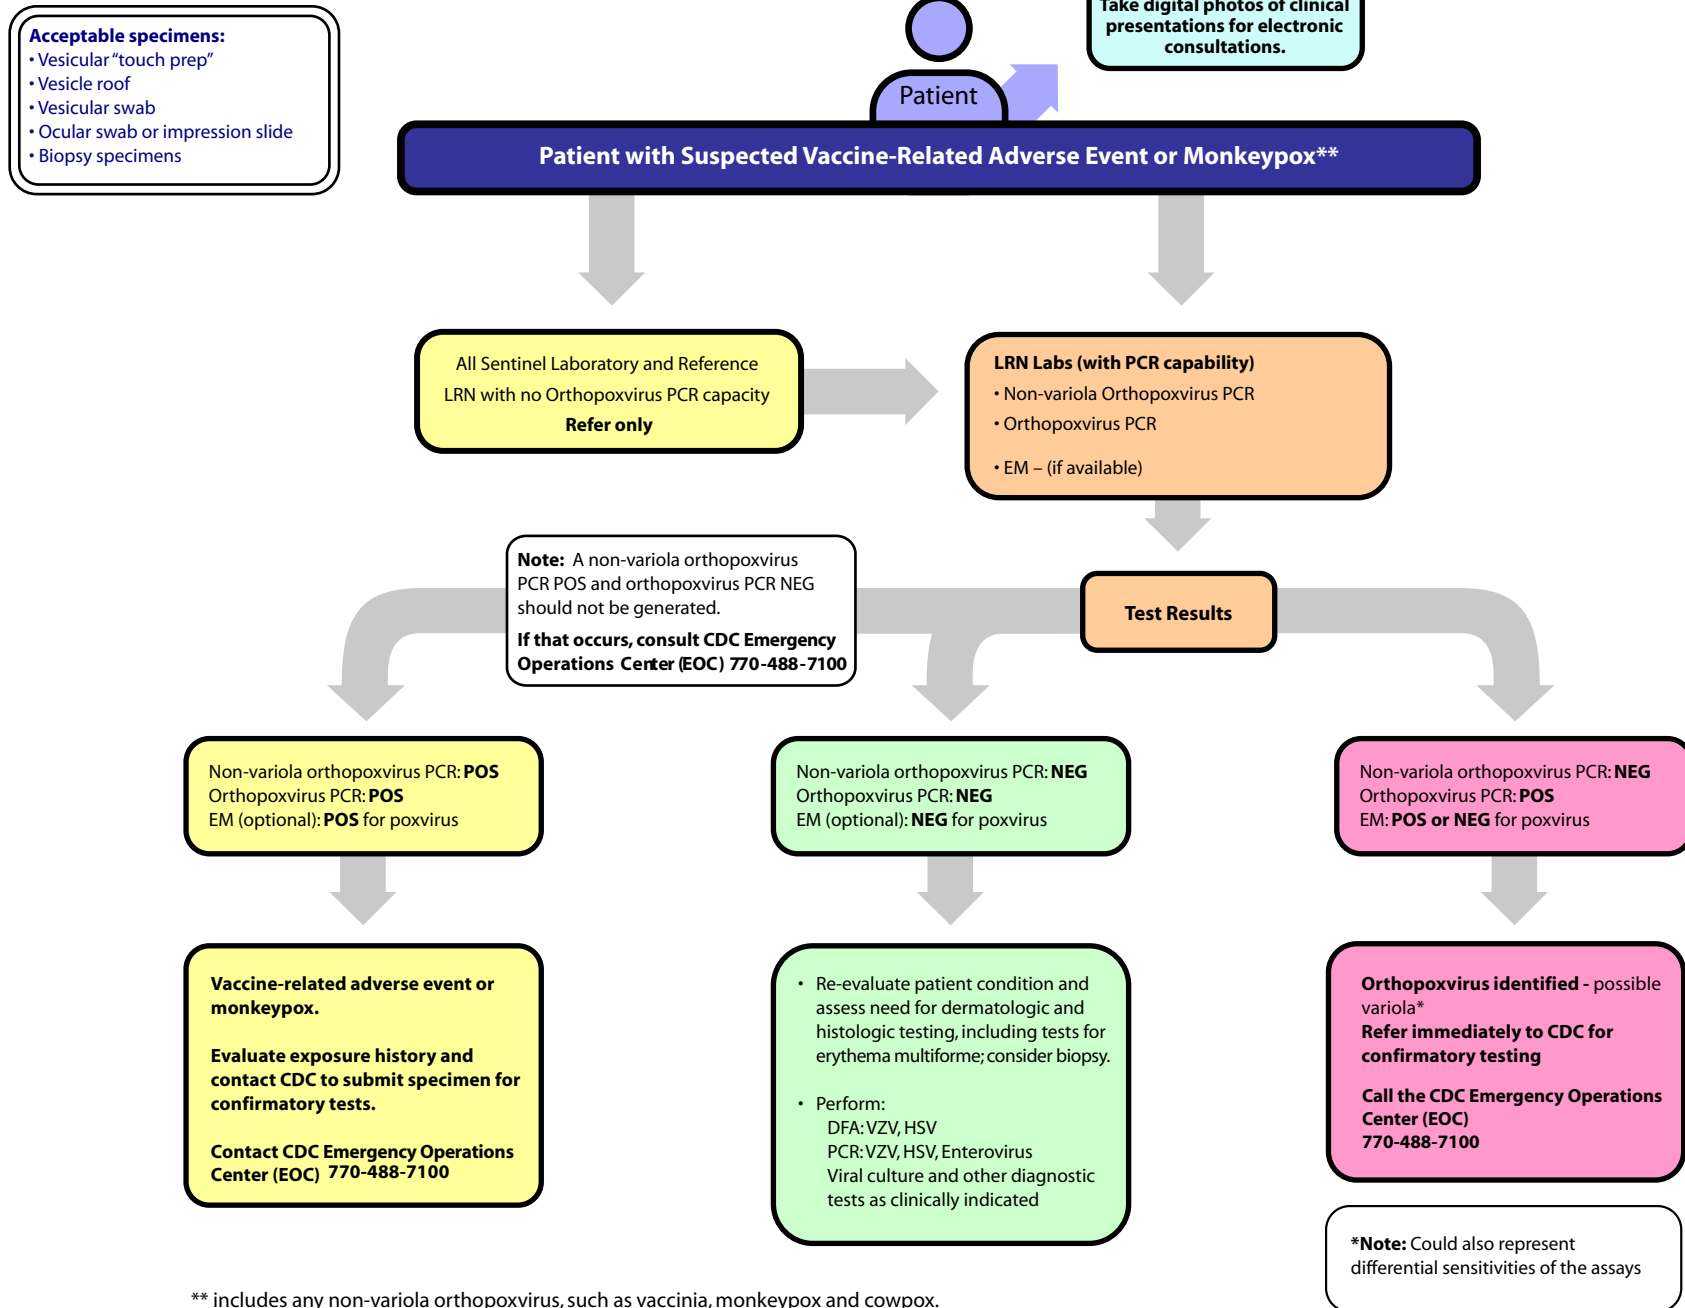 Acceptable specimens:
• Vesicular “touch prep”
• Vesicle roof
• Vesicular swab
• Ocular swab or impression slide
• Biopsy specimens
Take digital photos of clinical
presentations for electronic
consultations.
Patient
Patient with Suspected Vaccine-Related Adverse Event or Monkeypox**
All Sentinel Laboratory and Reference
LRN with no Orthopoxvirus PCR capacity
Refer only
LRN Labs (with PCR capability)
• Non-variola Orthopoxvirus PCR
• Orthopoxvirus PCR
• EM – (if available)
Note: A non-variola orthopoxvirus
PCR POS and orthopoxvirus PCR NEG
should not be generated.
If that occurs, consult CDC Emergency
Operations Center (EOC) 770-488-7100
Test Results
Non-variola orthopoxvirus PCR: POS
Orthopoxvirus PCR: POS
EM (optional): POS for poxvirus
Non-variola orthopoxvirus PCR: NEG
Orthopoxvirus PCR: NEG
EM (optional): NEG for poxvirus
Non-variola orthopoxvirus PCR: NEG
Orthopoxvirus PCR: POS
EM: POS or NEG for poxvirus
Vaccine-related adverse event or
monkeypox.
Evaluate exposure history and
contact CDC to submit specimen for
confirmatory tests.
Contact CDC Emergency Operations
Center (EOC) 770-488-7100
• Re-evaluate patient condition and
assess need for dermatologic and
histologic testing, including tests for
erythema multiforme; consider biopsy.
• Perform:
DFA: VZV, HSV
PCR: VZV, HSV, Enterovirus
Viral culture and other diagnostic
tests as clinically indicated
Orthopoxvirus identified - possible
variola*
Refer immediately to CDC for
confirmatory testing
Call the CDC Emergency Operations
Center (EOC)
770-488-7100
*Note: Could also represent
differential sensitivities of the assays
** includes any non-variola orthopoxvirus, such as vaccinia, monkeypox and cowpox.